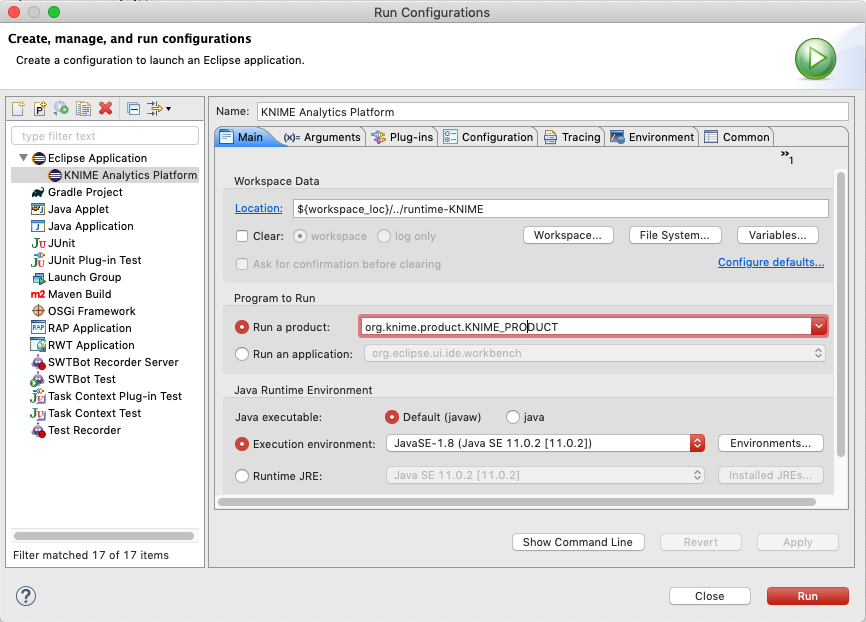 Run Configurations
Create, manage, and run configurations
Create a configuration to launch an Eclipse application.
type filter text
Eclipse Application
KNIME Analytics Platform
Gradle Project
Java Applet
Java Application
Ju JUnit
JUnit Plug-in Test
Launch Group
m2 Maven Build
OSGi Framework
RAP RAP Application
RWT Application
SWTBot Recorder Server
SWTBot Test
Task Context Plug-in Test
Task Context Test
Test Recorder
Filter matched 17 of 17 items
Name: KNIME Analytics Platform
Main (x)= Arguments Plug-ins Configuration Tracing Environment Common
»1
Workspace Data
Location: ${workspace_loc}/../runtime-KNIME
Clear: workspace log only Workspace... File System... Variables...
Ask for confirmation before clearing Configure defaults...
Program to Run
Run a product: org.knime.product.KNIME_PRODUCT
Run an application: org.eclipse.ui.ide.workbench
Java Runtime Environment
Java executable: Default (javaw) java
Execution environment: JavaSE-1.8 (Java SE 11.0.2 [11.0.2]) Environments...
Runtime JRE: Java SE 11.0.2 [11.0.2] Installed JREs...
Show Command Line Revert Apply
? Close Run